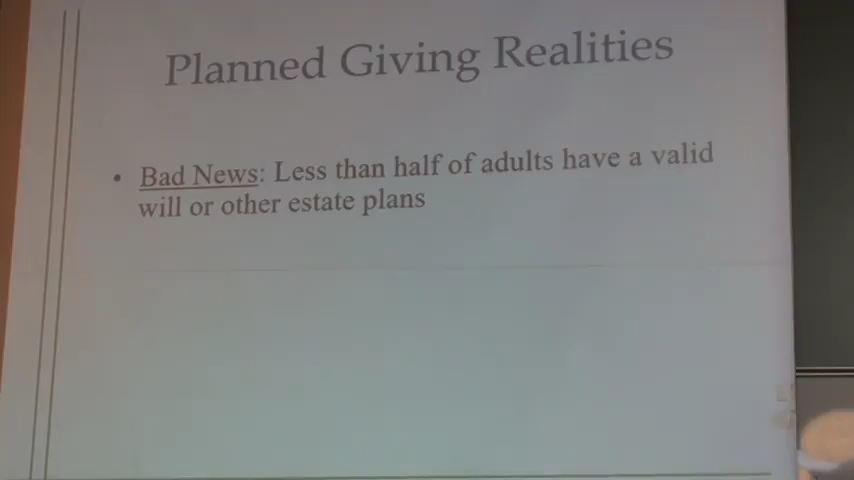 Planned Giving Realities
• Bad News: Less than half of adults have a valid
will or other estate plans